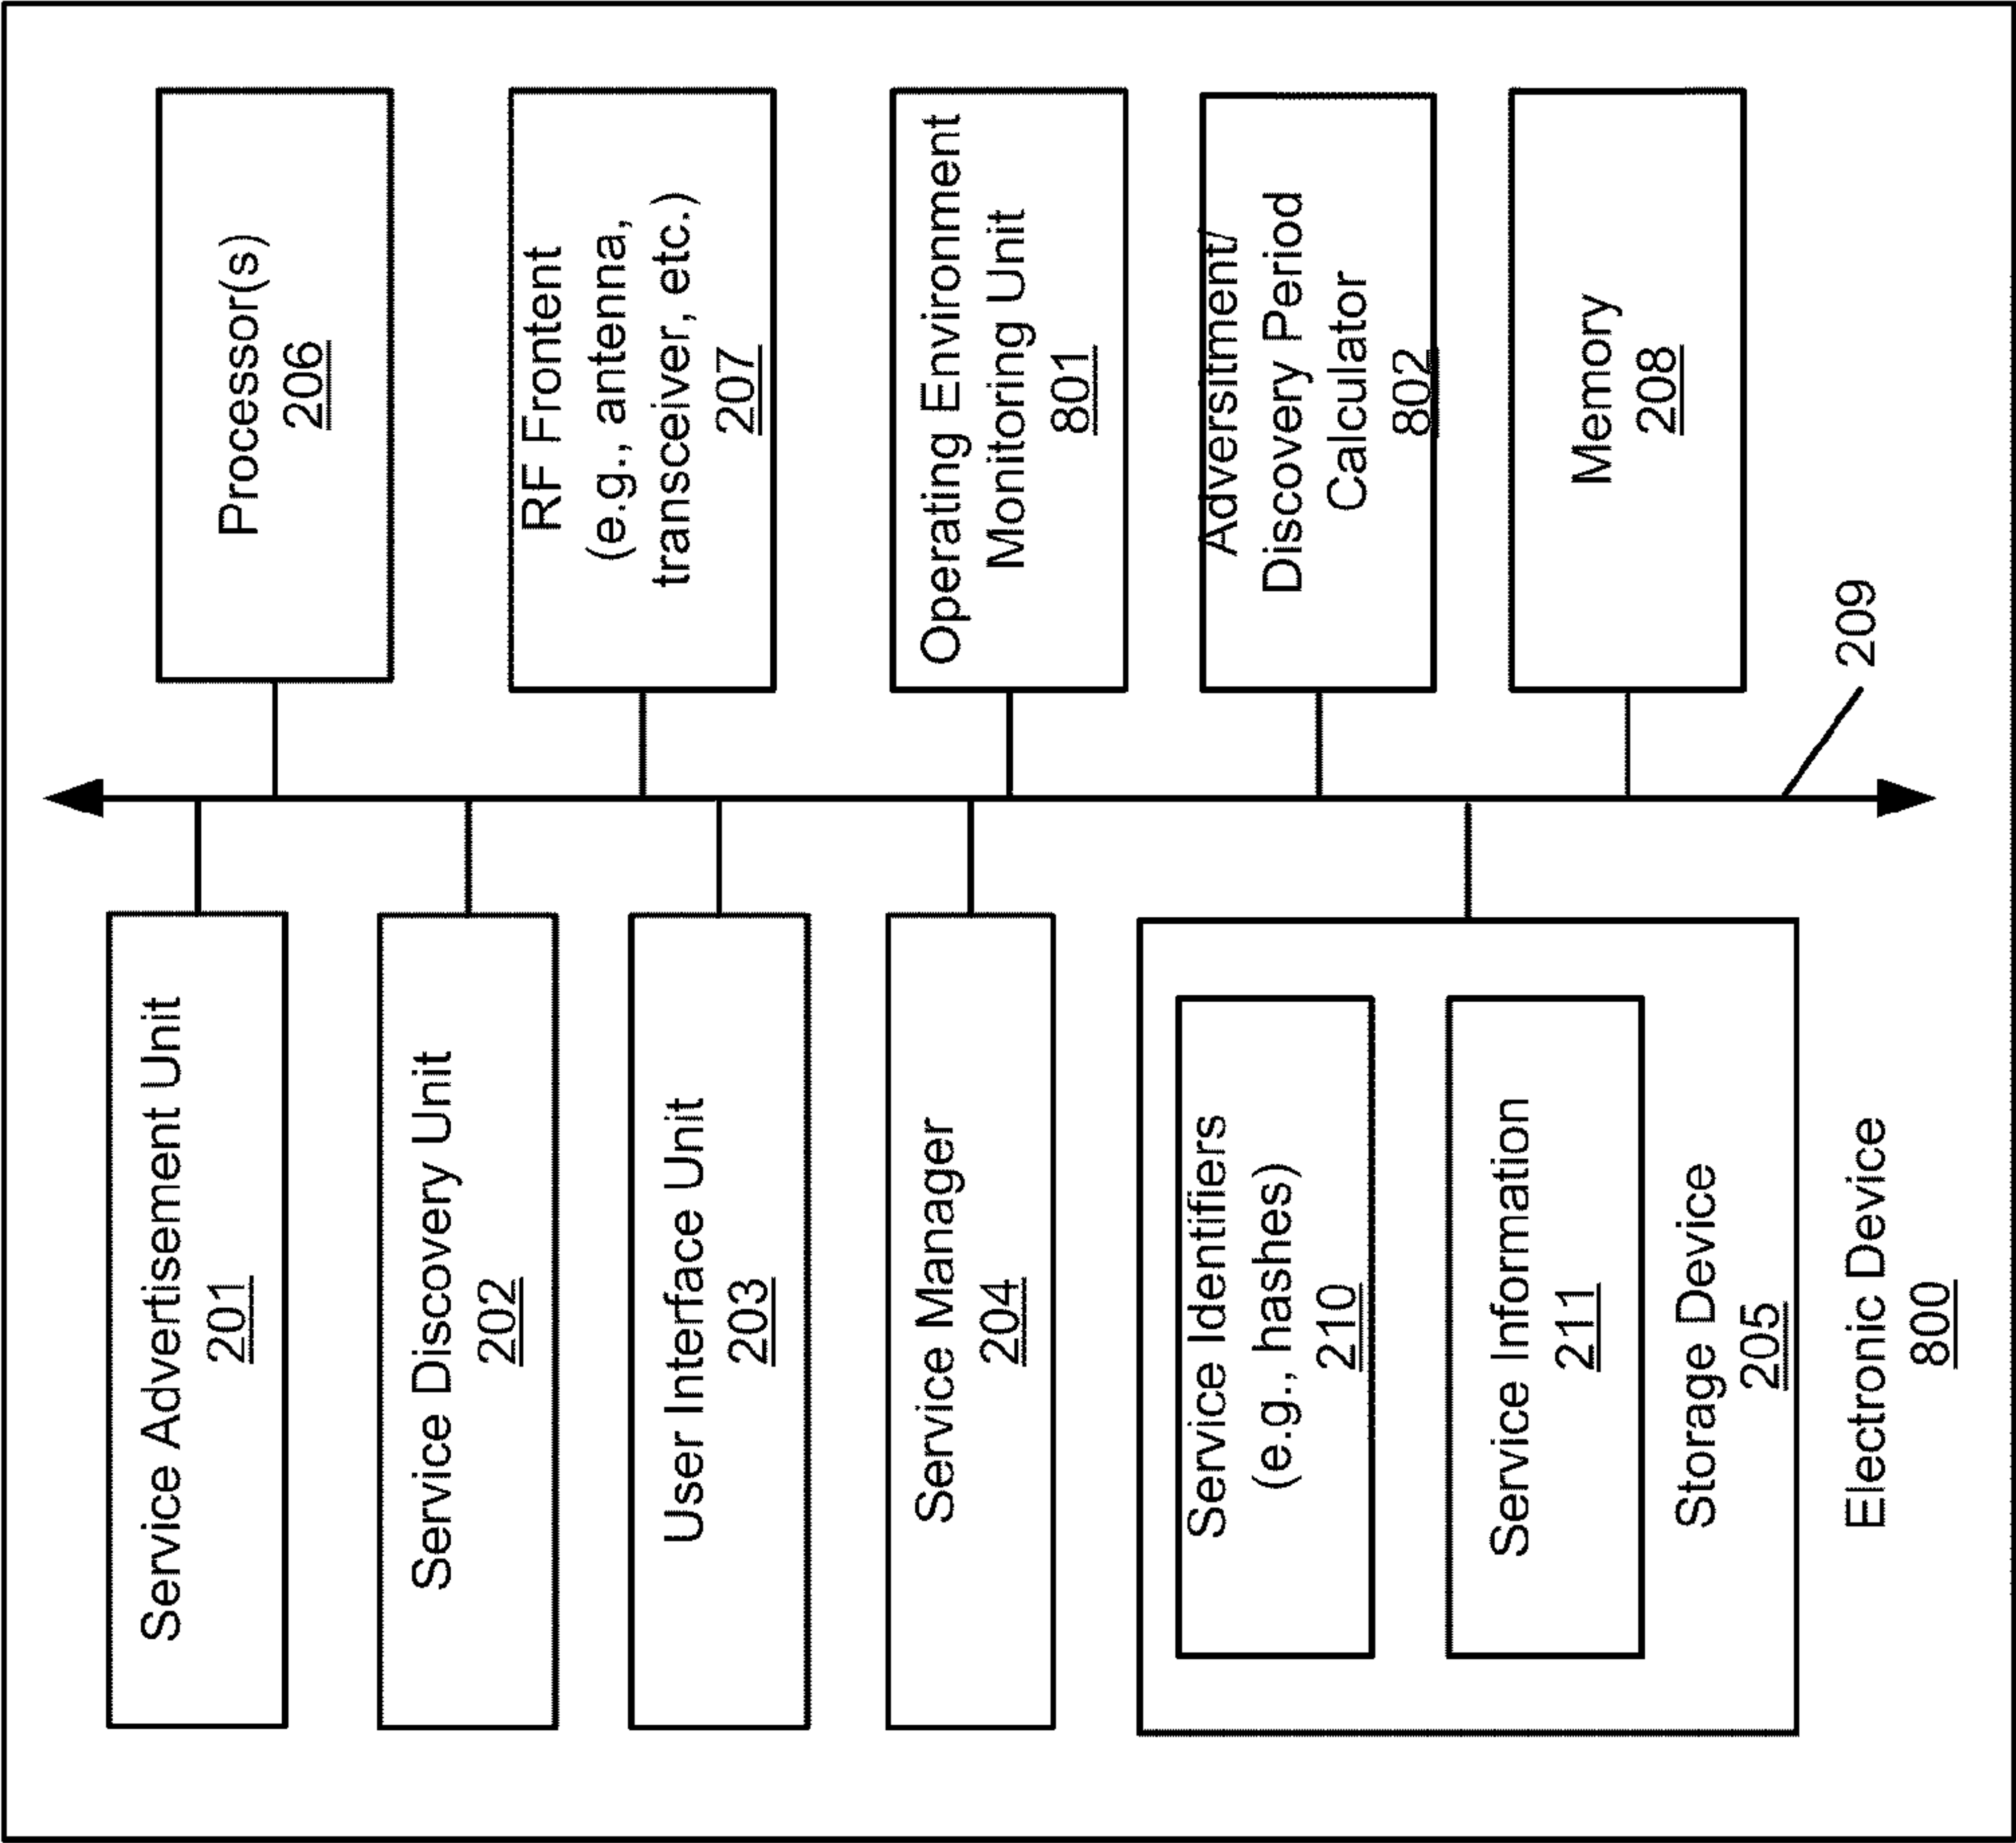 Service Advertisement Unit
201
Service Discovery Unit
202
User Interface Unit
203
Service Manager
204
Service Identifiers
(e.g., hashes)
210
Service Information
211
Storage Device
205
Electronic Device
800
Processor(s)
206
RF Frontent
(e.g., antenna,
transceiver, etc.)
207
Operating Environment
Monitoring Unit
801
Adversitment/
Discovery Period
Calculator
802
Memory
208
209